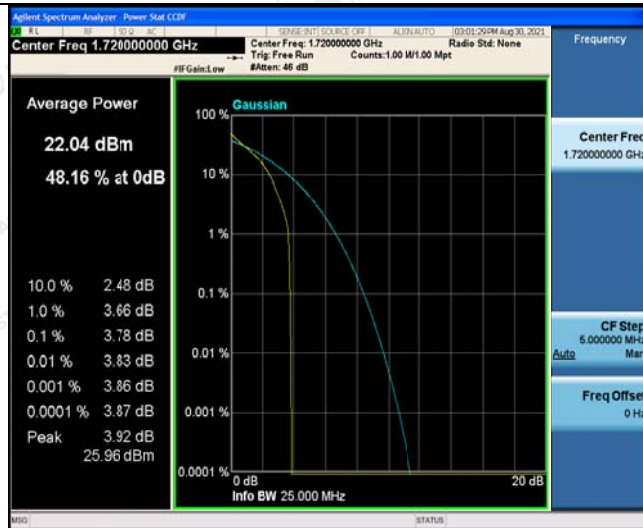 Agilent Spectrum Analyzer - Power Stat CCDF
RL RF 50 Ω AC SENSE:INT SOURCE OFF ALIGN AUTO 03:01:29 PM Aug 30, 2021
Center Freq 1.720000000 GHz
Center Freq: 1.720000000 GHz Radio Std: None
Trig: Free Run Counts:1.00 M/1.00 Mpt
#IFGain:Low #Atten: 46 dB
Frequency
Average Power
22.04 dBm
48.16 % at 0dB
10.0 % 2.48 dB
1.0 % 3.66 dB
0.1 % 3.78 dB
0.01 % 3.83 dB
0.001 % 3.86 dB
0.0001 % 3.87 dB
Peak 3.92 dB
25.96 dBm
Gaussian
100 %
10 %
1 %
0.1 %
0.01 %
0.001 %
0.0001 %
0 dB 20 dB
Info BW 25.000 MHz
Center Freq
1.720000000 GHz
CF Step
5.000000 MHz
Auto Man
Freq Offset
0 Hz
MSG STATUS